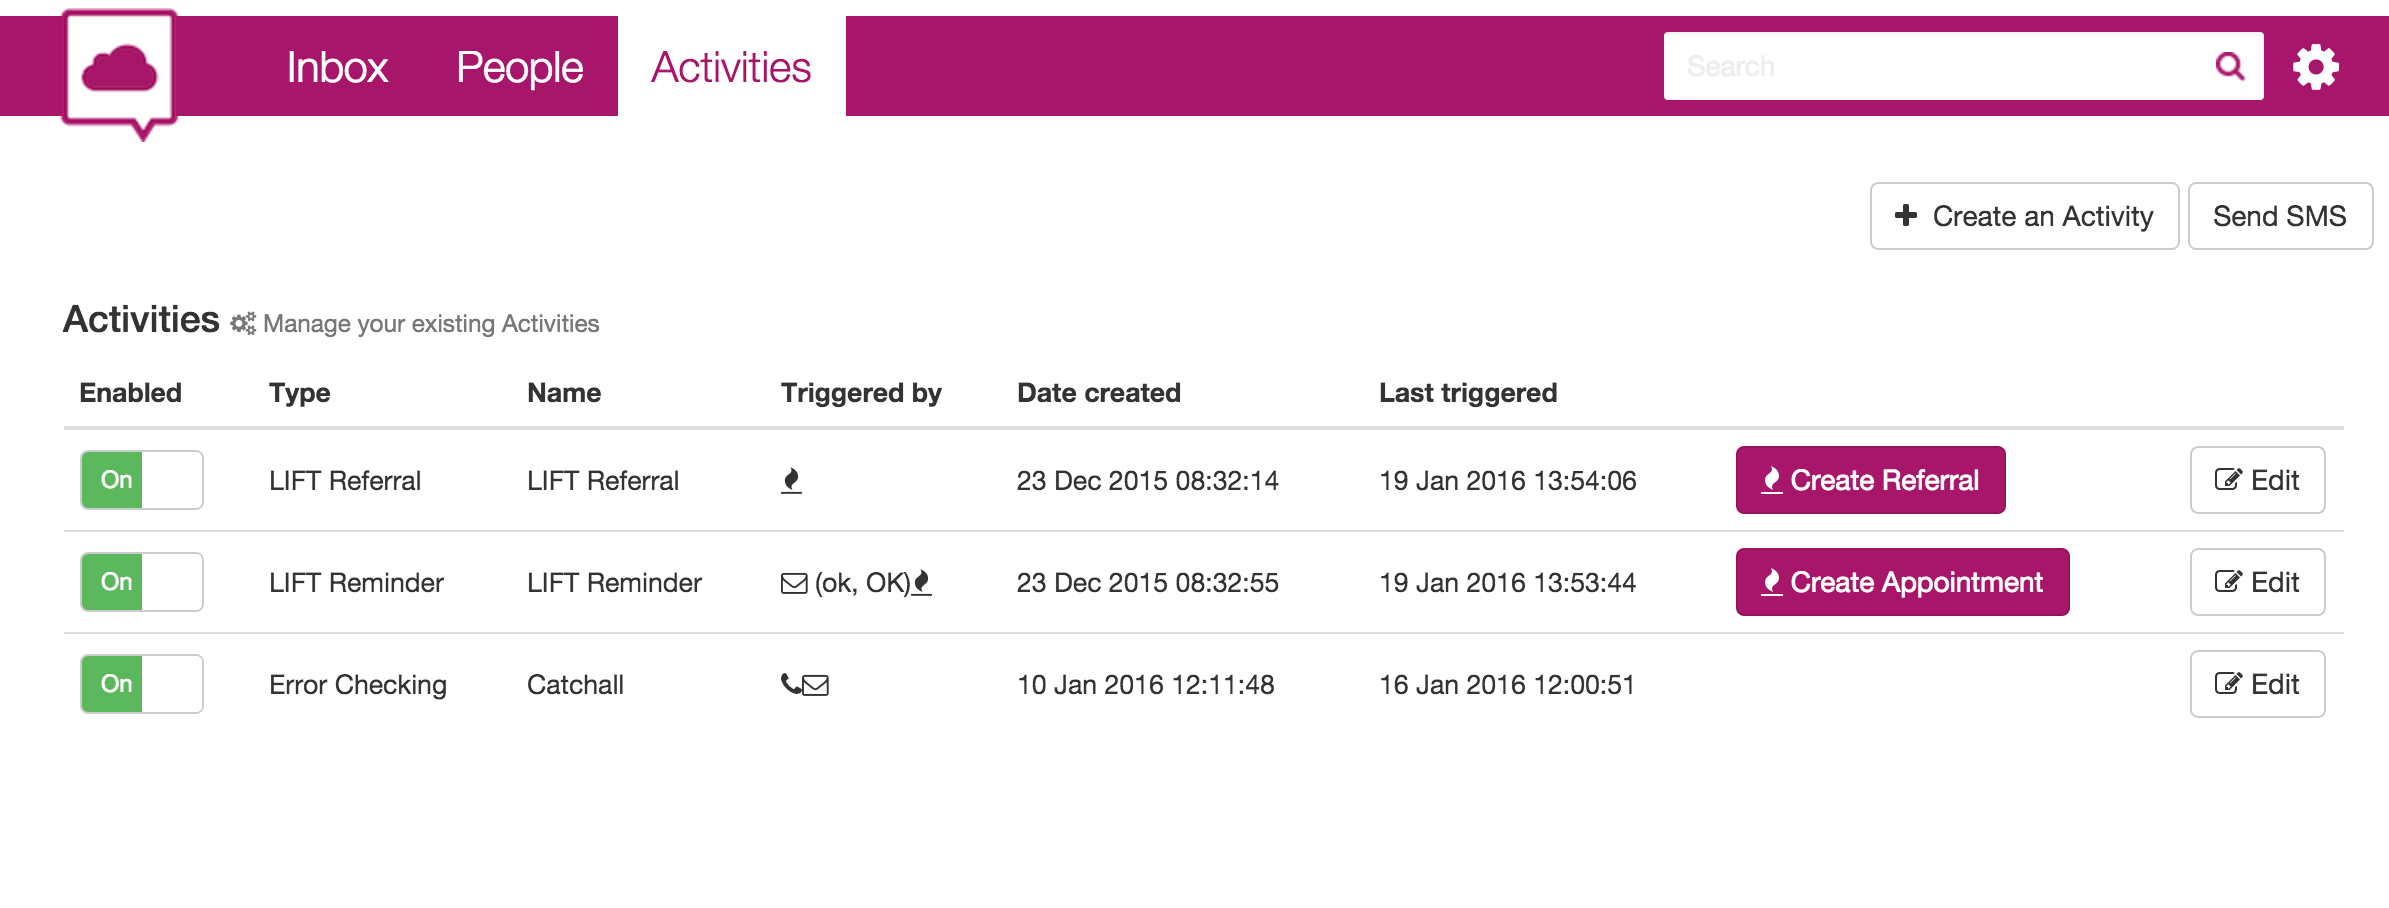 Inbox People Activities Search
Create an Activity Send SMS
Activities Manage your existing Activities
Enabled Type Name Triggered by Date created Last triggered
On LIFT Referral LIFT Referral 23 Dec 2015 08:32:14 19 Jan 2016 13:54:06 Create Referral Edit
On LIFT Reminder LIFT Reminder (ok, OK) 23 Dec 2015 08:32:55 19 Jan 2016 13:53:44 Create Appointment Edit
On Error Checking Catchall 10 Jan 2016 12:11:48 16 Jan 2016 12:00:51 Edit